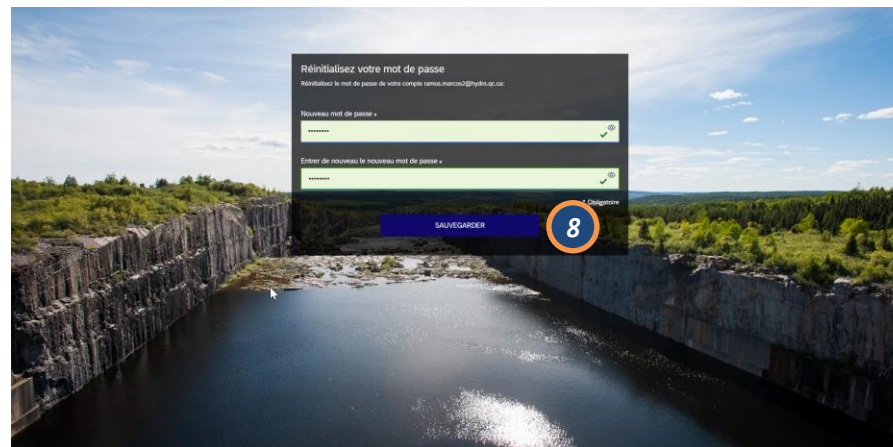 Réinitialisez votre mot de passe
Réinitialisez le mot de passe de votre compte ramos.marcos2@hydro.qc.ca:
Nouveau mot de passe *
Entrer de nouveau le nouveau mot de passe *
* Obligatoire
SAUVEGARDER
8